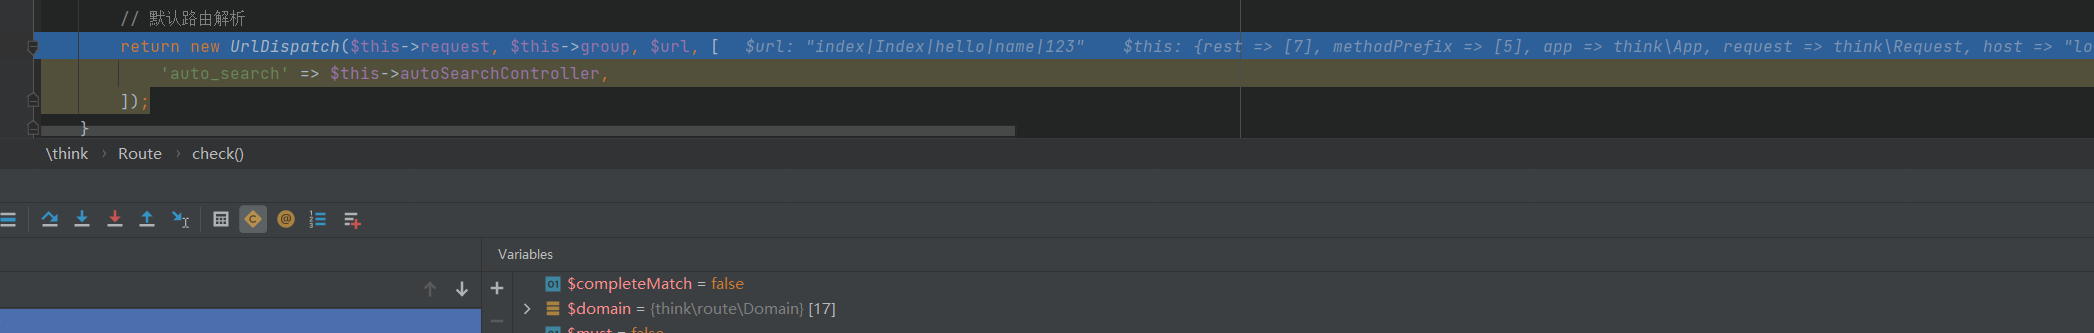 // 默认路由解析
return new UrlDispatch($this->request, $this->group, $url, [ $url: "index|Index|hello|name|123" $this: {rest => [7], methodPrefix => [5], app => think\App, request => think\Request, host => "lo
'auto_search' => $this->autoSearchController,
]);
}
\think › Route › check()
Variables
$completeMatch = false
$domain = {think\route\Domain} [17]
$must = false